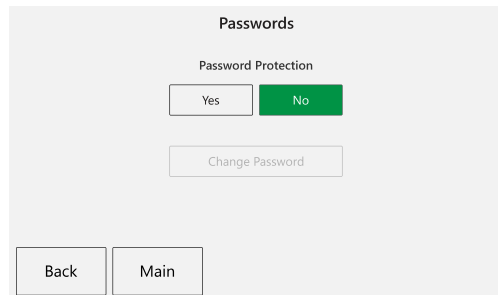 Passwords
Password Protection
Yes No
Change Password
Back Main